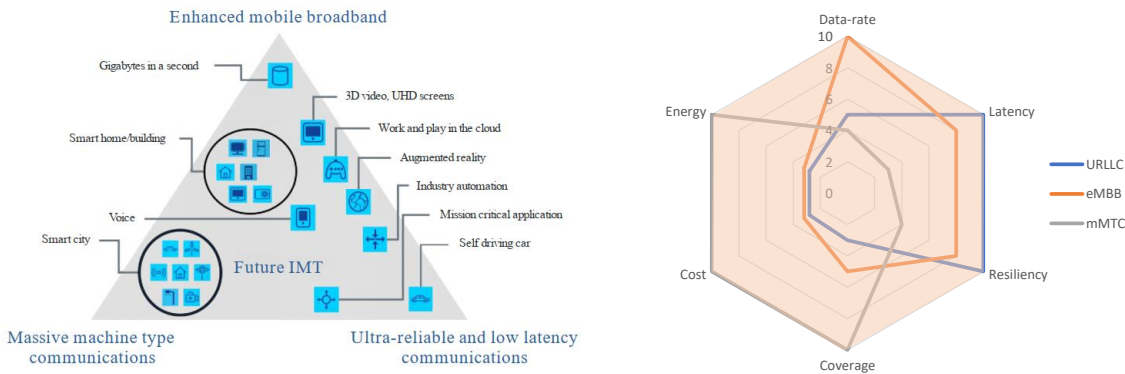 Enhanced mobile broadband
Gigabytes in a second
3D video, UHD screens
Smart home/building
Work and play in the cloud
Augmented reality
Industry automation
Voice
Mission critical application
Smart city
Self driving car
Future IMT
Massive machine type
communications
Ultra-reliable and low latency
communications
Data-rate
10
8
6
4
2
0
Energy
Latency
Cost
Resiliency
Coverage
URLLC
eMBB
mMTC